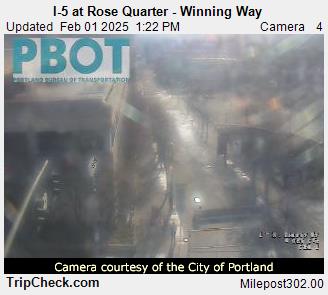 I-5 at Rose Quarter - Winning Way
Updated Feb 01 2025 1:22 PM Camera 4
PBOT
PORTLAND BUREAU OF TRANSPORTATION
Camera courtesy of the City of Portland
TripCheck.com Milepost302.00